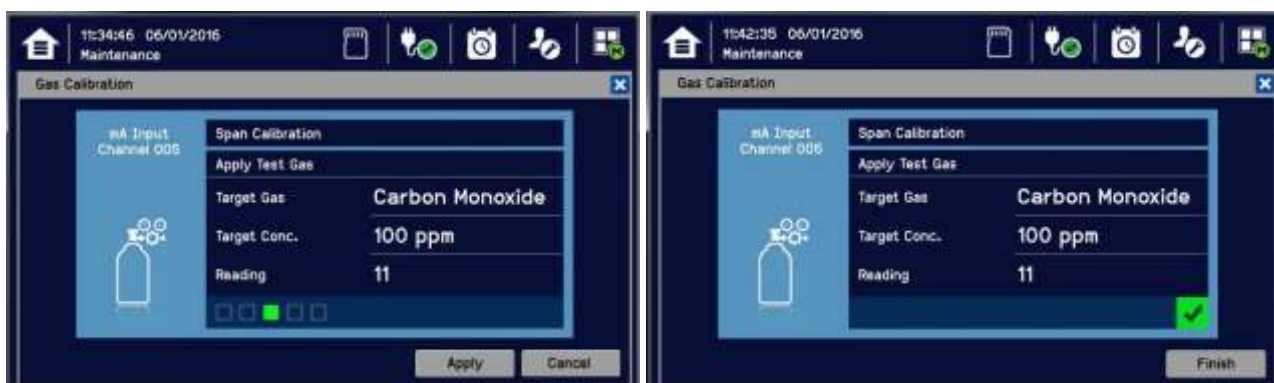 11:34:46 06/01/2016
Maintenance
Gas Calibration
mA Input
Channel 005
Span Calibration
Apply Test Gas
Target Gas Carbon Monoxide
Target Conc. 100 ppm
Reading 11
Apply Cancel
11:42:35 06/01/2016
Maintenance
Gas Calibration
mA Input
Channel 006
Span Calibration
Apply Test Gas
Target Gas Carbon Monoxide
Target Conc. 100 ppm
Reading 11
Finish